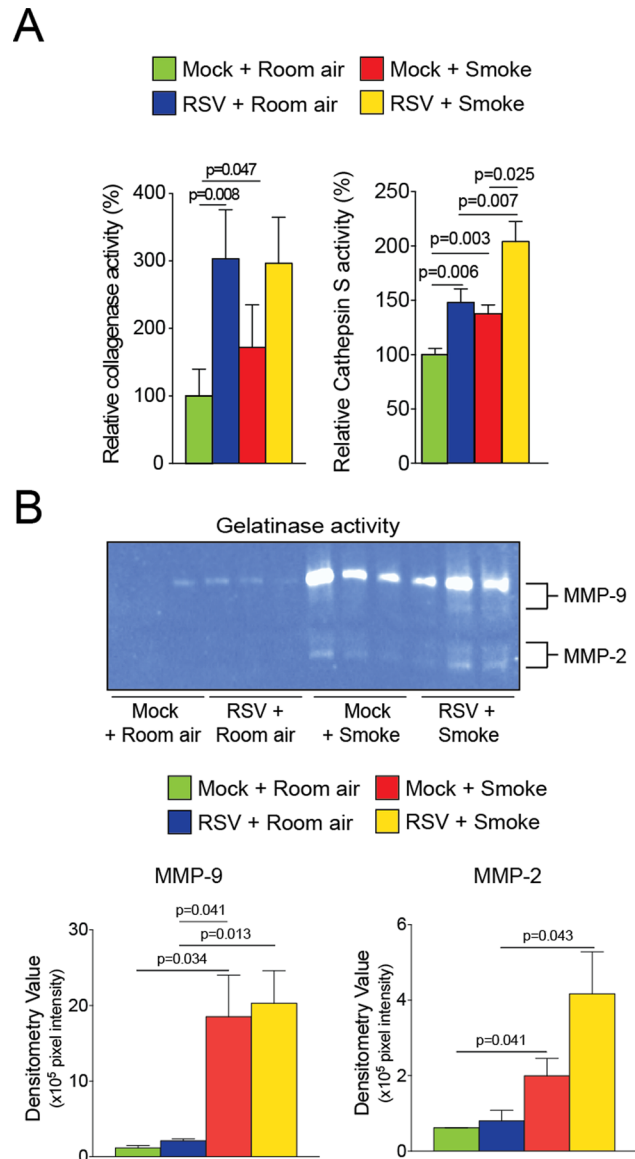 A
Mock + Room air
Mock + Smoke
RSV + Room air
RSV + Smoke
Relative collagenase activity (%)
400
300
200
100
0
p=0.047
p=0.008
Relative Cathepsin S activity (%)
250
200
150
100
50
0
p=0.025
p=0.007
p=0.003
p=0.006
B
Gelatinase activity
MMP-9
MMP-2
Mock
+ Room air
RSV +
Room air
Mock
+ Smoke
RSV +
Smoke
Mock + Room air
Mock + Smoke
RSV + Room air
RSV + Smoke
MMP-9
Densitometry Value
(x10⁵ pixel intensity)
30
20
10
0
p=0.041
p=0.013
p=0.034
MMP-2
Densitometry Value
(x10⁵ pixel intensity)
6
4
2
0
p=0.043
p=0.041